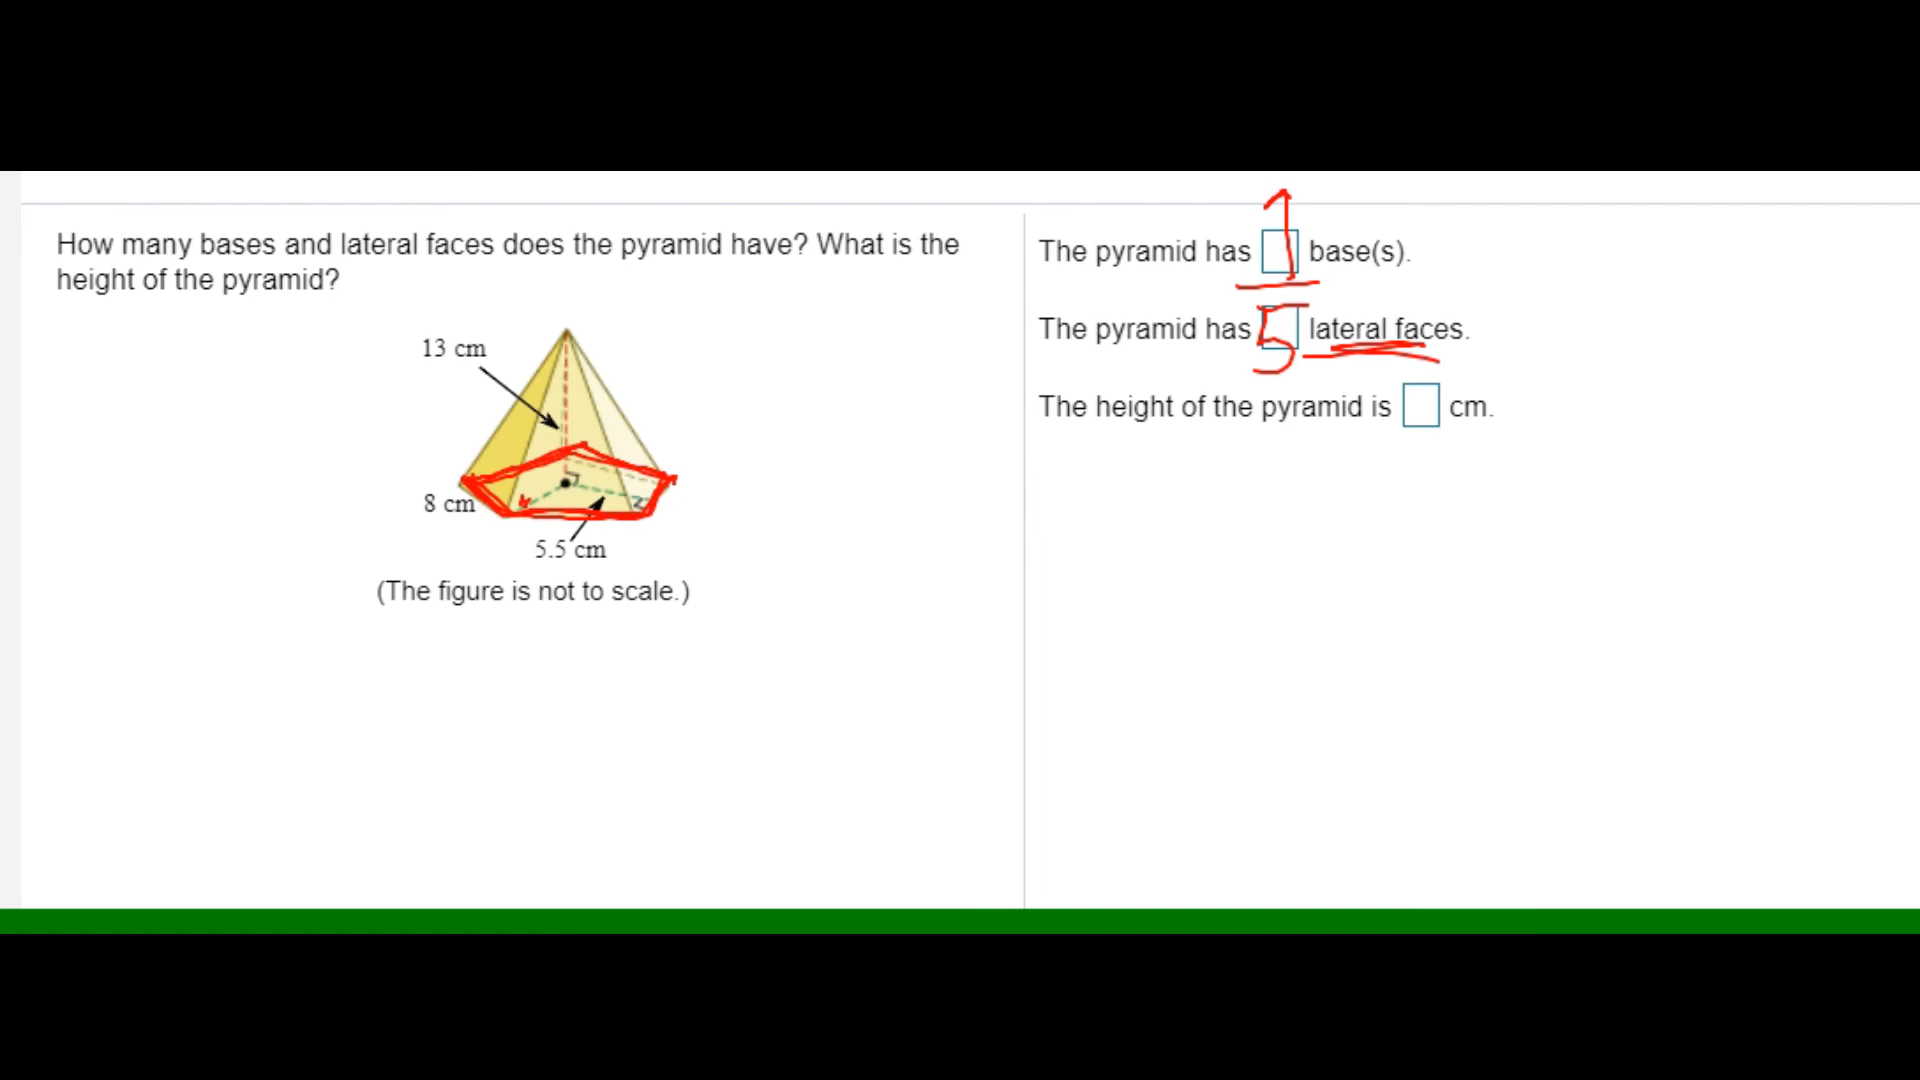 How many bases and lateral faces does the pyramid have? What is the
height of the pyramid?
13 cm
8 cm
5.5 cm
(The figure is not to scale.)
The pyramid has 1 base(s).
The pyramid has 5 lateral faces.
The height of the pyramid is cm.